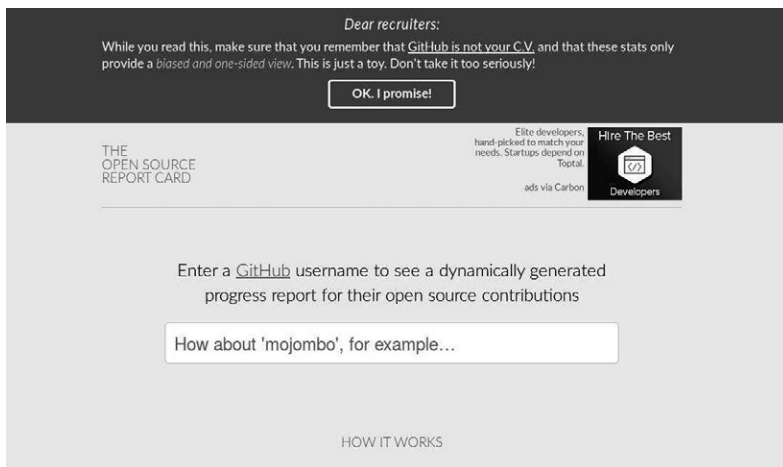 Dear recruiters:
While you read this, make sure that you remember that GitHub is not your C.V. and that these stats only
provide a biased and one-sided view. This is just a toy. Don't take it too seriously!
OK. I promise!
THE
OPEN SOURCE
REPORT CARD
Elite developers,
hand-picked to match your
needs. Startups depend on
Toptal.
ads via Carbon
Hire The Best
</>
Developers
Enter a GitHub username to see a dynamically generated
progress report for their open source contributions
How about 'mojombo', for example...
HOW IT WORKS